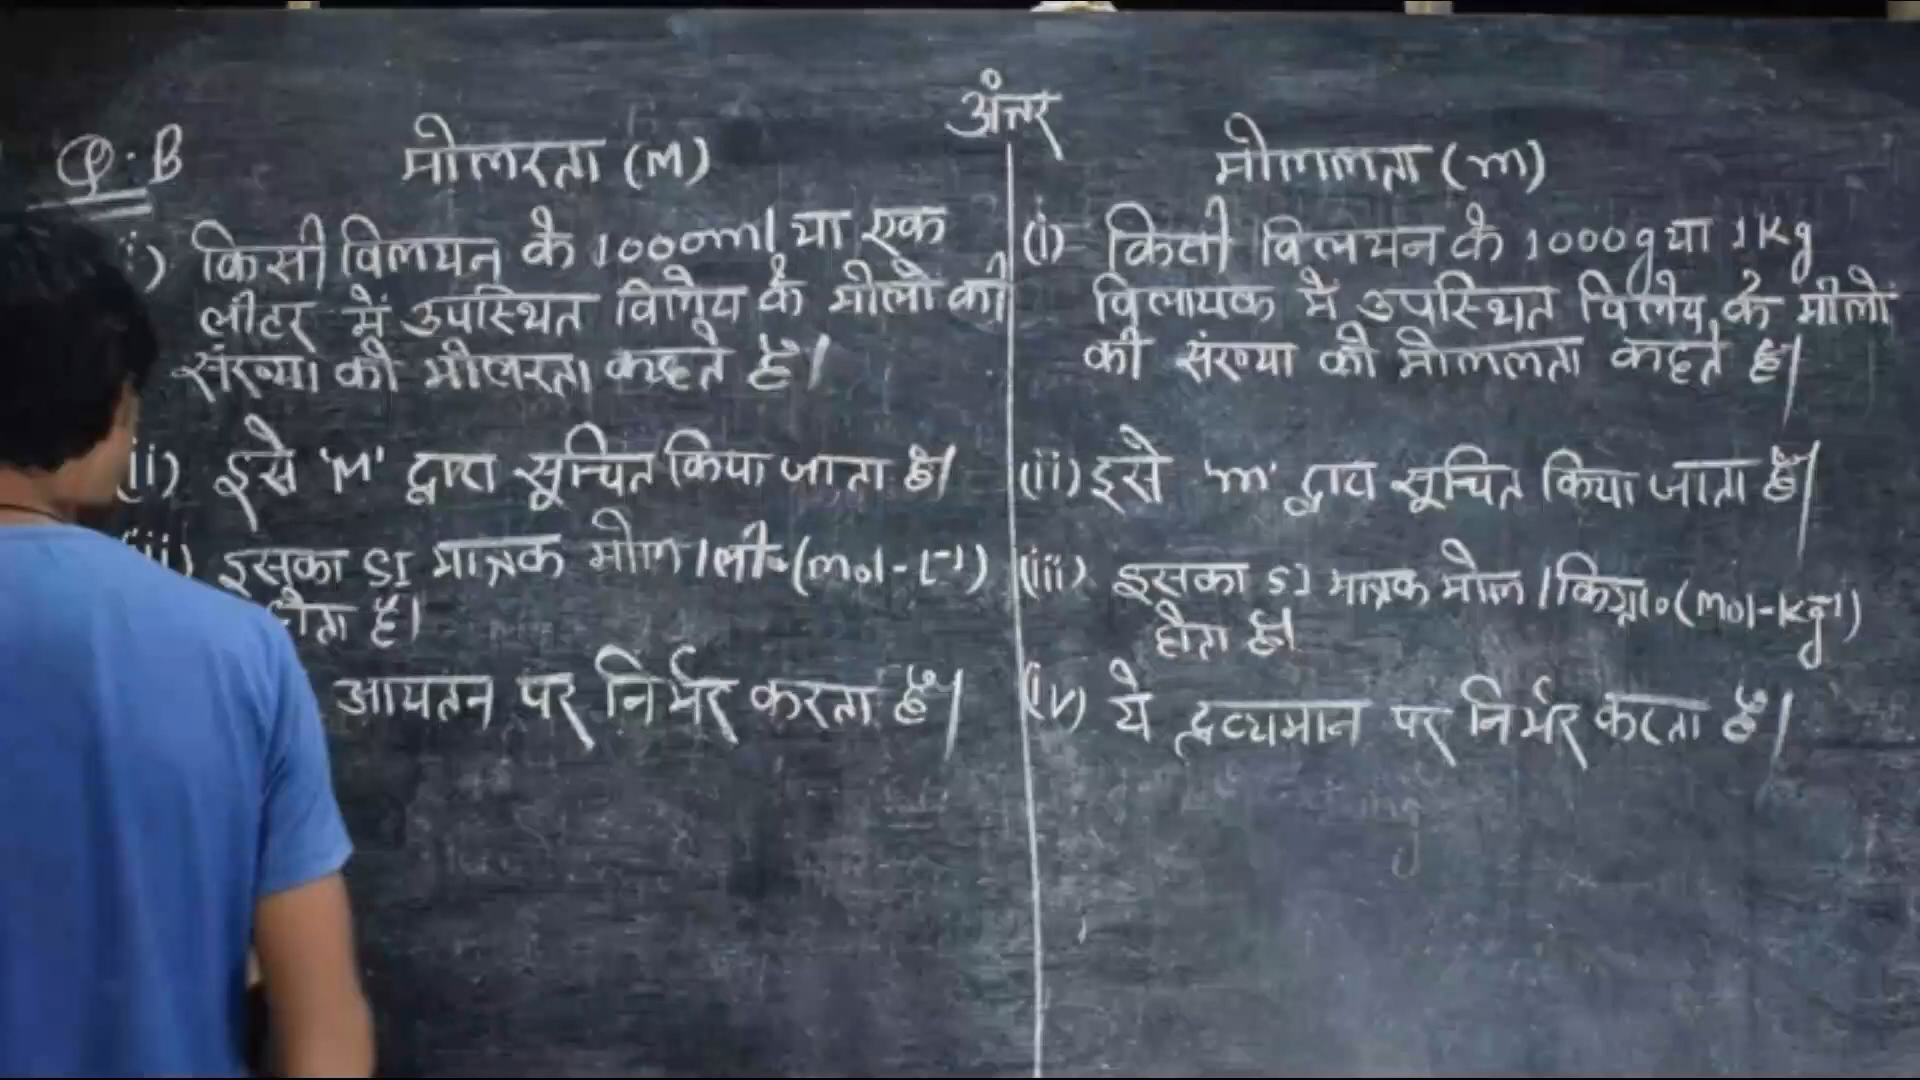 अंतर
Q.B
मोलरता (M)
i) किसी विलयन के 1000ml या एक
लीटर में उपस्थित विलेय के मोलों की
संख्या को मोलरता कहते हैं।
ii) इसे 'M' द्वारा सूचित किया जाता है।
iii) इसका SI मात्रक मोल/ली॰(mol-L⁻¹)
होता है।
आयतन पर निर्भर करता है।
मोललता (m)
(i) किसी विलयन के 1000g या 1Kg
विलायक में उपस्थित विलेय के मोलों
की संख्या को मोललता कहते हैं।
(ii) इसे 'm' द्वारा सूचित किया जाता है।
(iii) इसका SI मात्रक मोल/किग्रा॰(mol-kg⁻¹)
होता है।
(iv) ये द्रव्यमान पर निर्भर करता है।